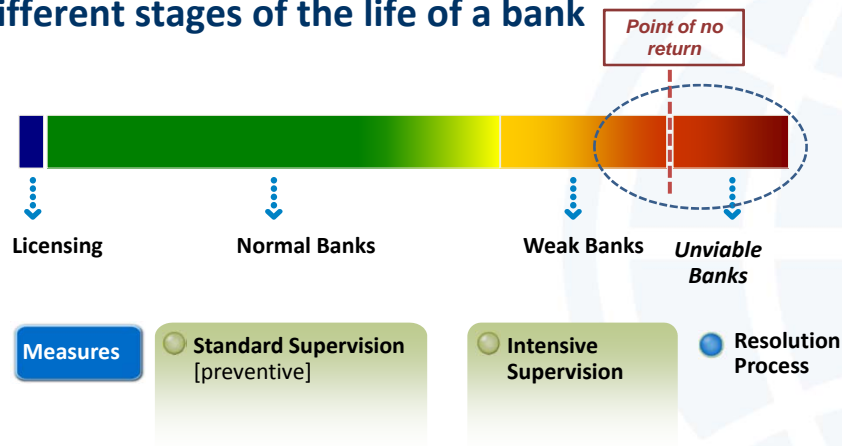 ifferent stages of the life of a bank
Point of no
return
Licensing
Normal Banks
Weak Banks
Unviable
Banks
Measures
Standard Supervision
[preventive]
Intensive
Supervision
Resolution
Process